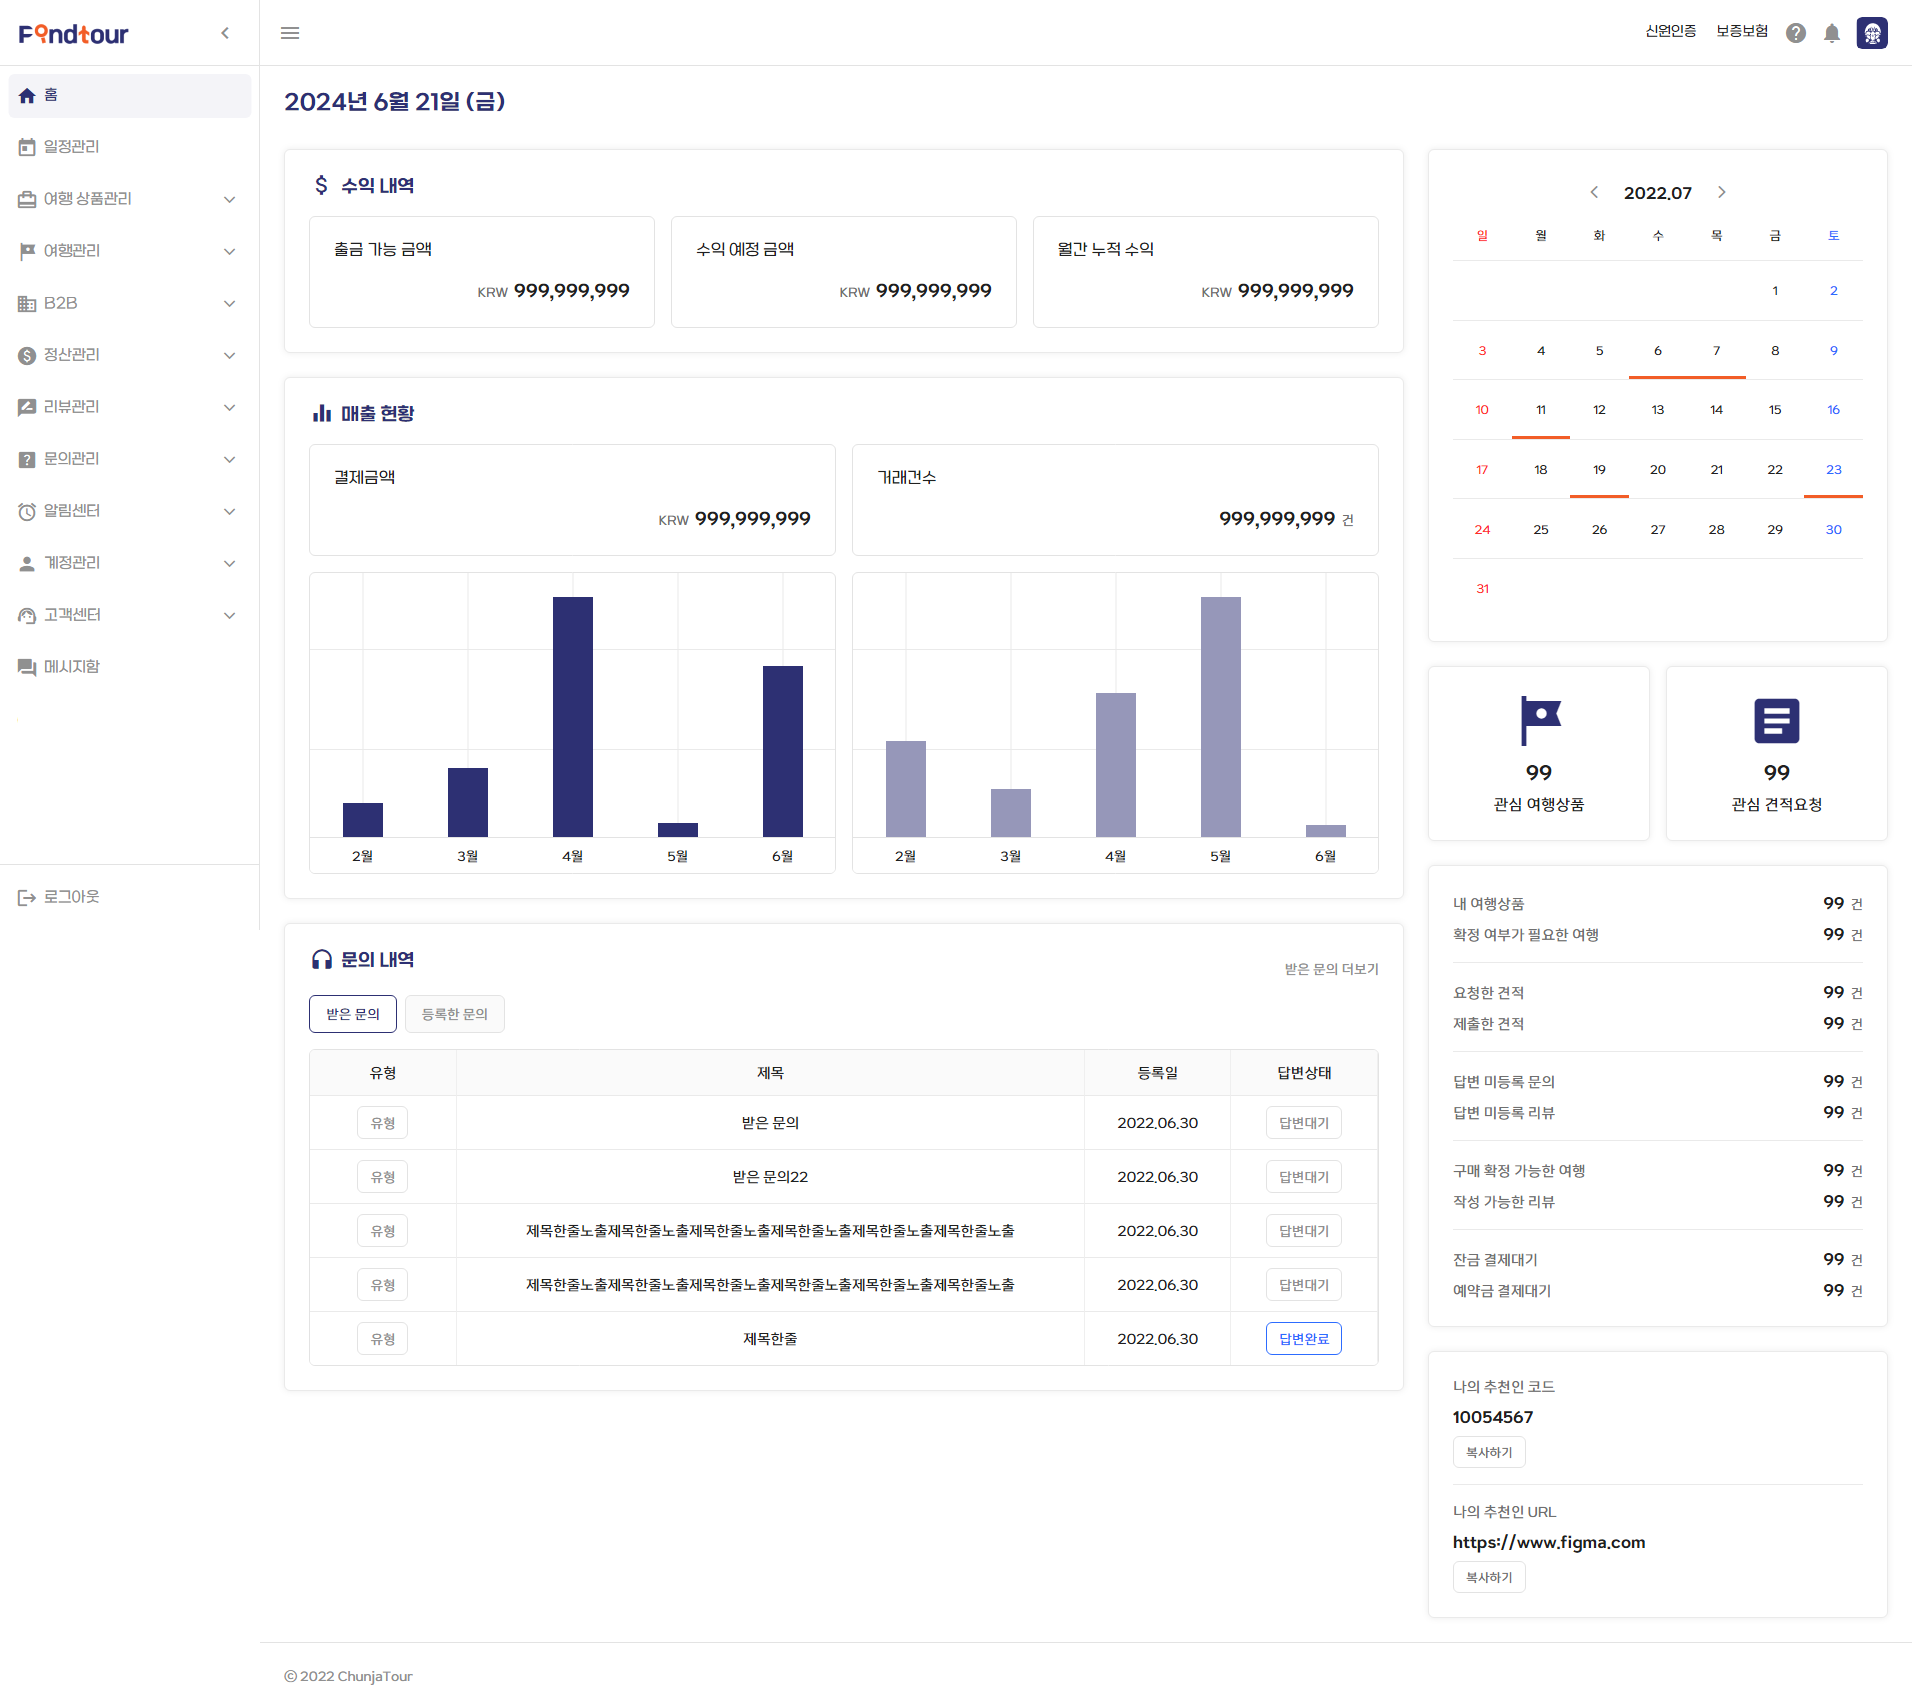 Findtour
신원인증 보증보험
홈
일정관리
여행 상품관리
여행관리
B2B
정산관리
리뷰관리
문의관리
알림센터
계정관리
고객센터
메시지함
로그아웃
2024년 6월 21일 (금)
수익 내역
출금 가능 금액
KRW 999,999,999
수익 예정 금액
KRW 999,999,999
월간 누적 수익
KRW 999,999,999
매출 현황
결제금액
KRW 999,999,999
거래건수
999,999,999 건
2월 3월 4월 5월 6월
2월 3월 4월 5월 6월
문의 내역
받은 문의 더보기
받은 문의 등록한 문의
유형 제목 등록일 답변상태
유형 받은 문의 2022.06.30 답변대기
유형 받은 문의22 2022.06.30 답변대기
유형 제목한줄노출제목한줄노출제목한줄노출제목한줄노출제목한줄노출제목한줄노출 2022.06.30 답변대기
유형 제목한줄노출제목한줄노출제목한줄노출제목한줄노출제목한줄노출제목한줄노출 2022.06.30 답변대기
유형 제목한줄 2022.06.30 답변완료
2022.07
일 월 화 수 목 금 토
1 2
3 4 5 6 7 8 9
10 11 12 13 14 15 16
17 18 19 20 21 22 23
24 25 26 27 28 29 30
31
99
관심 여행상품
99
관심 견적요청
내 여행상품 99 건
확정 여부가 필요한 여행 99 건
요청한 견적 99 건
제출한 견적 99 건
답변 미등록 문의 99 건
답변 미등록 리뷰 99 건
구매 확정 가능한 여행 99 건
작성 가능한 리뷰 99 건
잔금 결제대기 99 건
예약금 결제대기 99 건
나의 추천인 코드
10054567
복사하기
나의 추천인 URL
https://www.figma.com
복사하기
© 2022 ChunjaTour